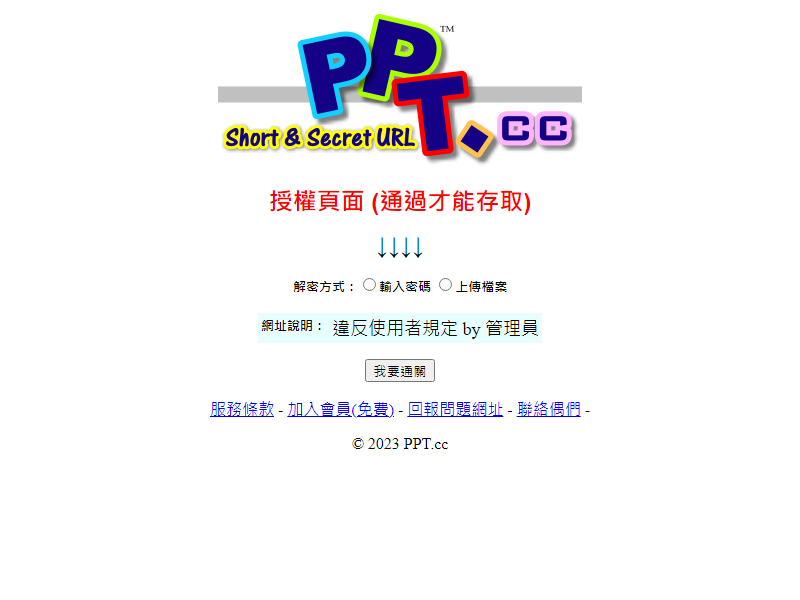 PPT.cc™
Short & Secret URL
授權頁面 (通過才能存取)
↓↓↓↓
解密方式： 輸入密碼 上傳檔案
網址說明： 違反使用者規定 by 管理員
我要通關
服務條款 - 加入會員(免費) - 回報問題網址 - 聯絡偶們 -
© 2023 PPT.cc